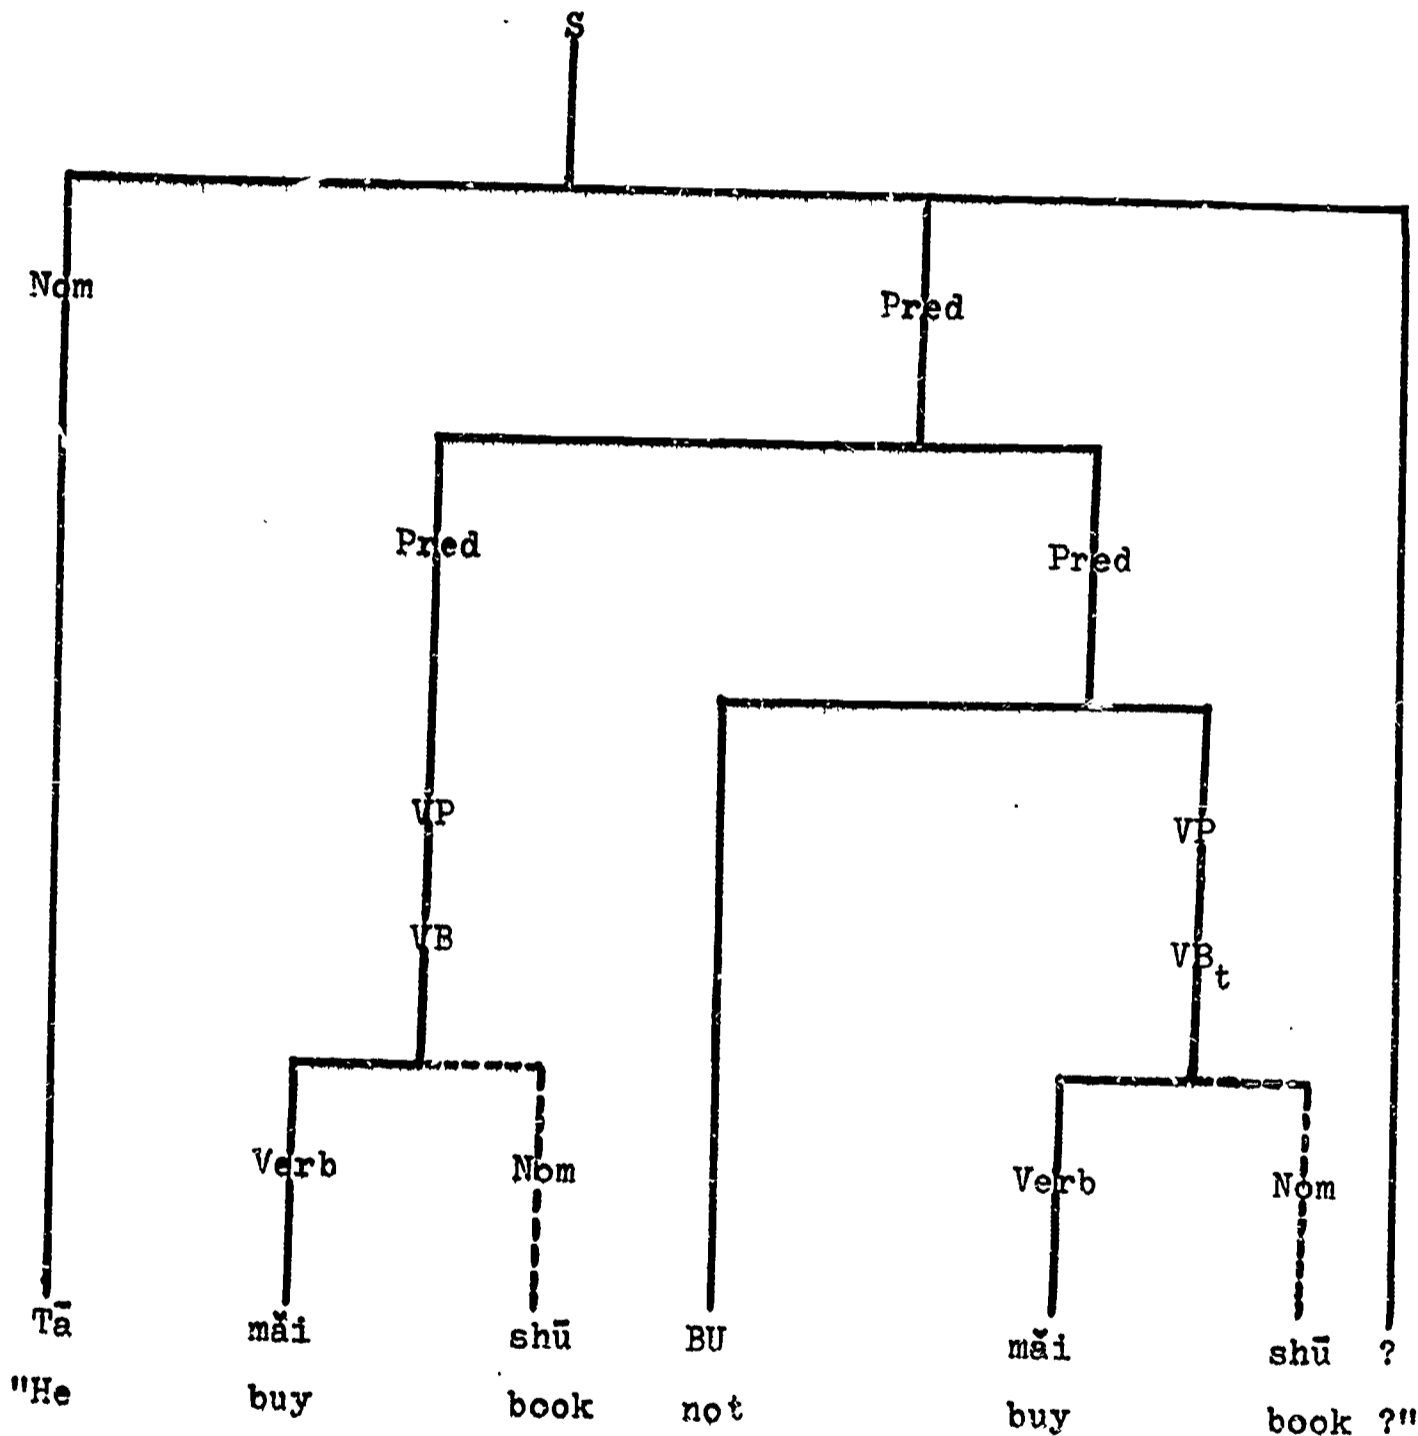 S
Nom Pred
Pred Pred
VP VP
VB VBt
Verb Nom Verb Nom
Tā mǎi shū BU mǎi shū ?
"He buy book not buy book ?"